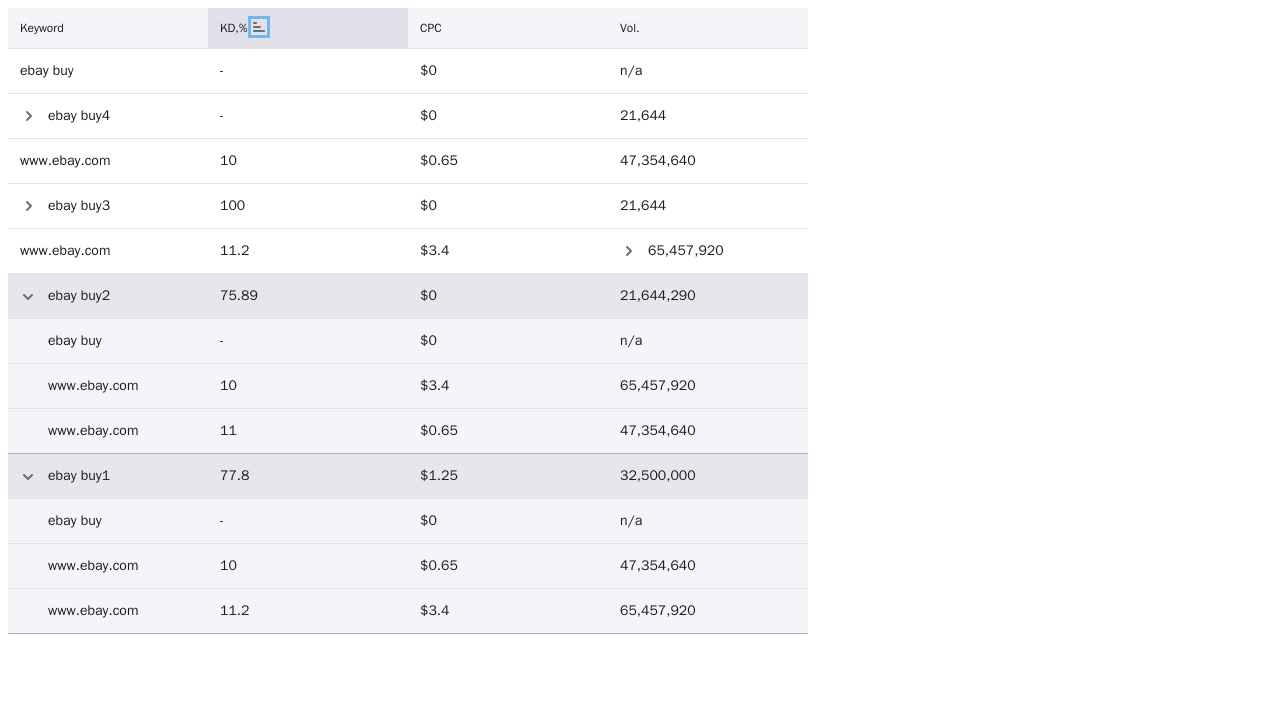 Keyword KD,% CPC Vol.
ebay buy - $0 n/a
ebay buy4 - $0 21,644
www.ebay.com 10 $0.65 47,354,640
ebay buy3 100 $0 21,644
www.ebay.com 11.2 $3.4 65,457,920
ebay buy2 75.89 $0 21,644,290
ebay buy - $0 n/a
www.ebay.com 10 $3.4 65,457,920
www.ebay.com 11 $0.65 47,354,640
ebay buy1 77.8 $1.25 32,500,000
ebay buy - $0 n/a
www.ebay.com 10 $0.65 47,354,640
www.ebay.com 11.2 $3.4 65,457,920